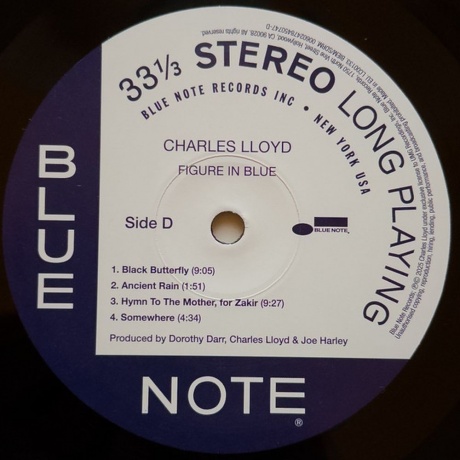 33⅓ STEREO LONG PLAYING
BLUE NOTE RECORDS INC • NEW YORK USA
CHARLES LLOYD
FIGURE IN BLUE
Side D
BLUE NOTE
1. Black Butterfly (9:05)
2. Ancient Rain (1:51)
3. Hymn To The Mother, for Zakir (9:27)
4. Somewhere (4:34)
Produced by Dorothy Darr, Charles Lloyd & Joe Harley
BLUE
NOTE®